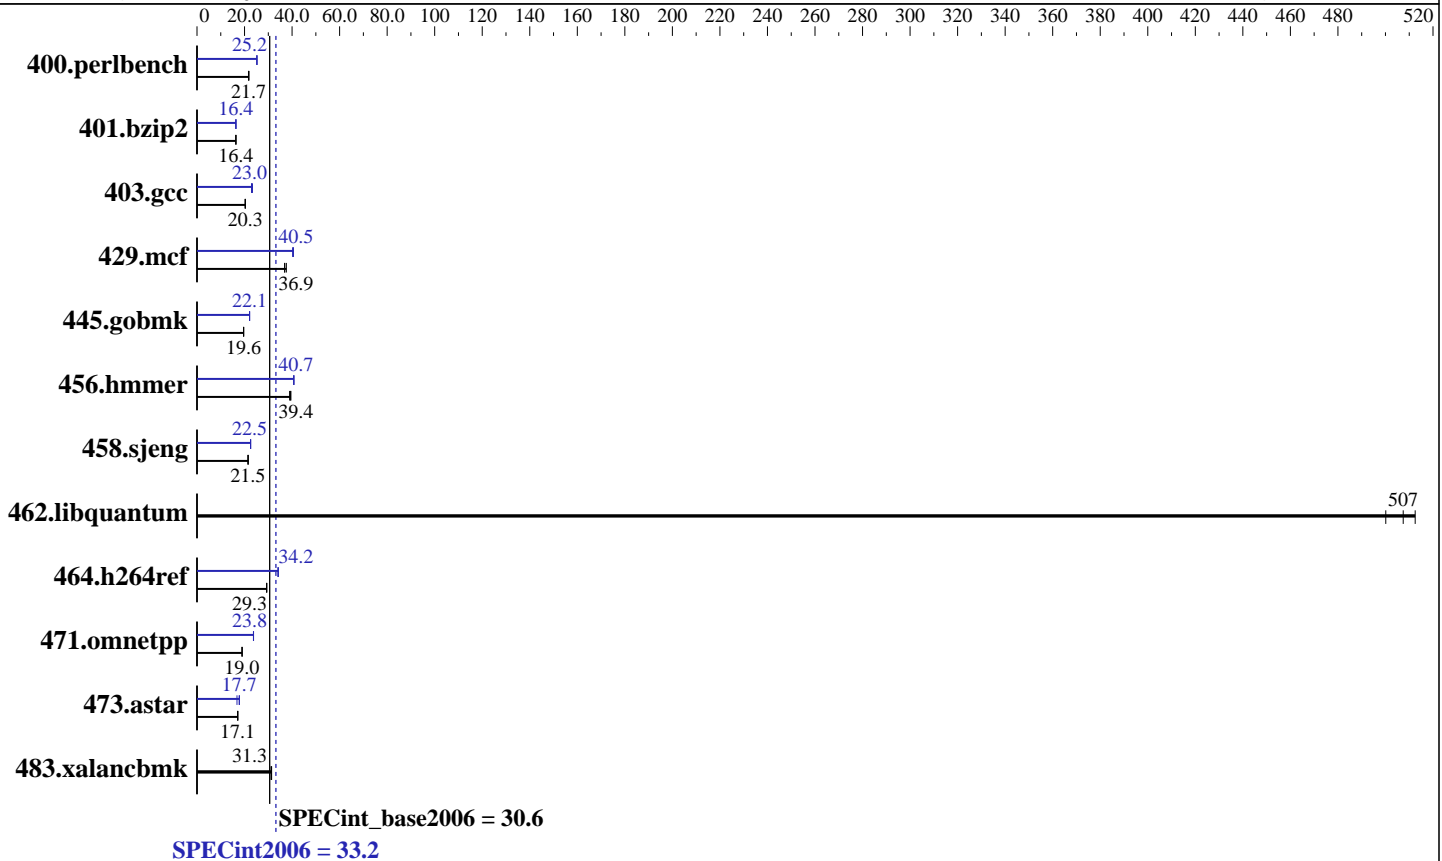 0 20.0 40.0 60.0 80.0 100 120 140 160 180 200 220 240 260 280 300 320 340 360 380 400 420 440 460 480 520
400.perlbench
25.2
21.7
401.bzip2
16.4
16.4
403.gcc
23.0
20.3
429.mcf
40.5
36.9
445.gobmk
22.1
19.6
456.hmmer
40.7
39.4
458.sjeng
22.5
21.5
462.libquantum
507
464.h264ref
34.2
29.3
471.omnetpp
23.8
19.0
473.astar
17.7
17.1
483.xalancbmk
31.3
SPECint_base2006 = 30.6
SPECint2006 = 33.2